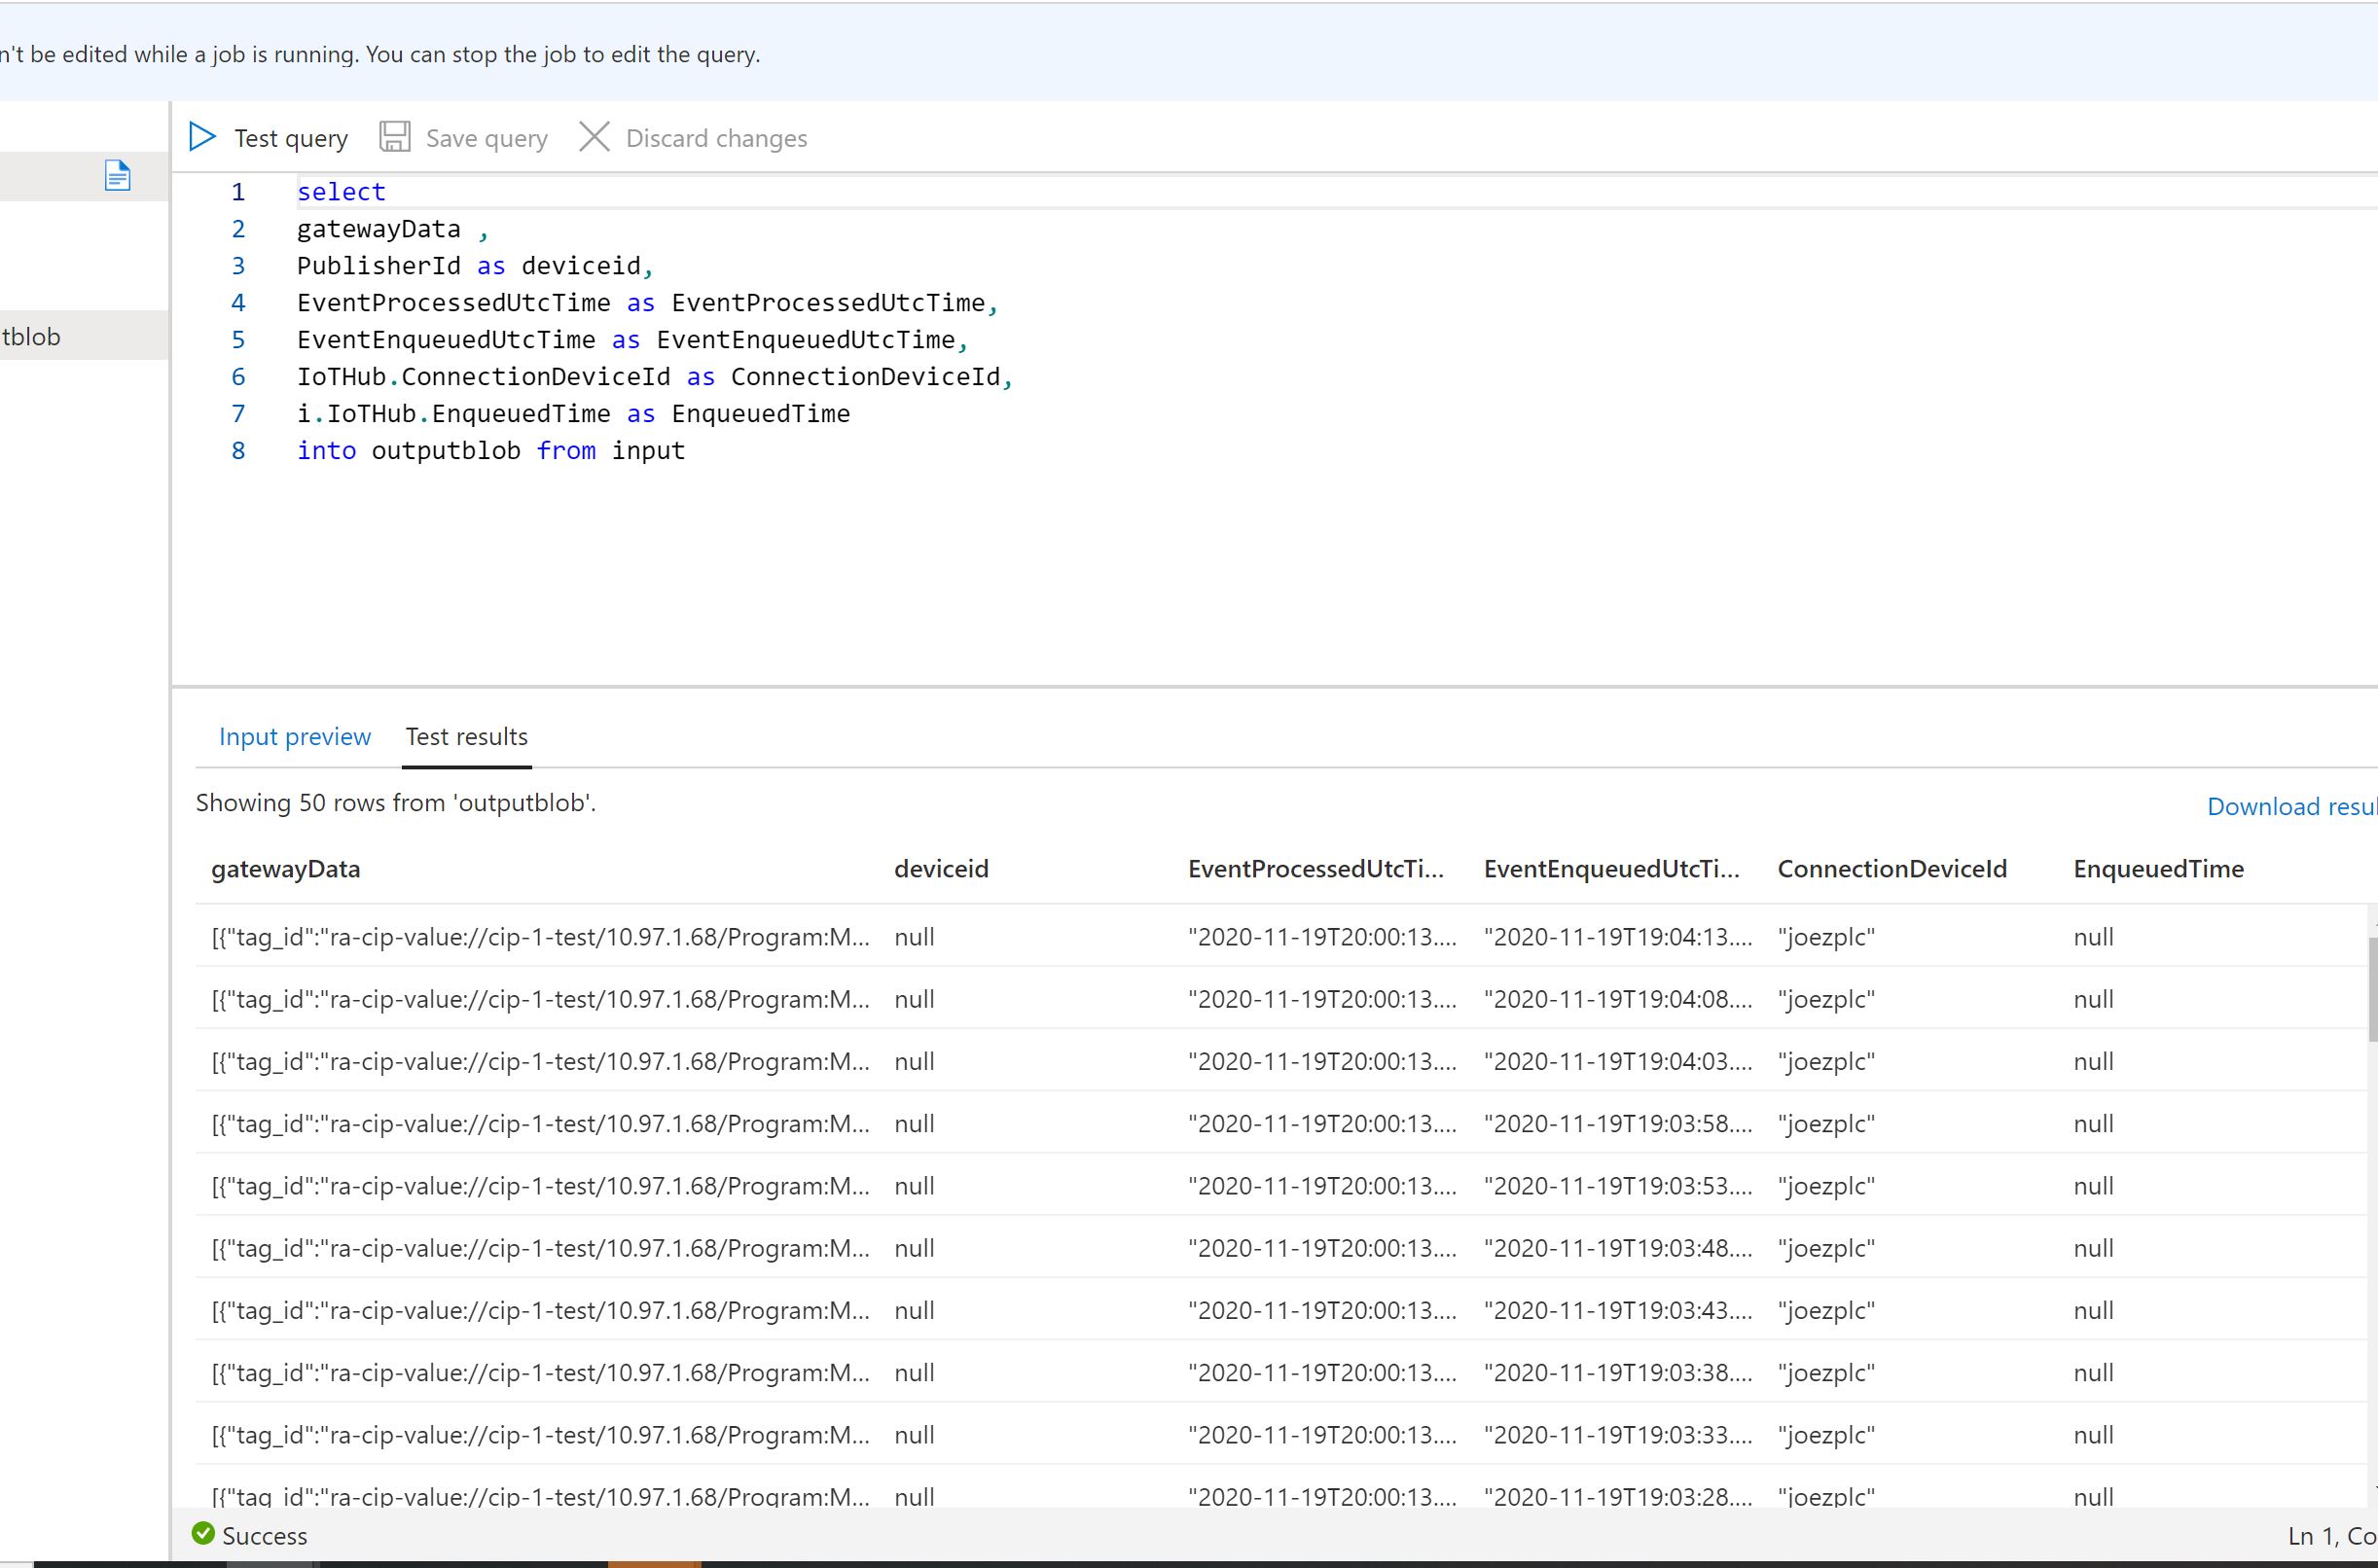 n't be edited while a job is running. You can stop the job to edit the query.
Test query Save query Discard changes
tblob
1 select
2 gatewayData ,
3 PublisherId as deviceid,
4 EventProcessedUtcTime as EventProcessedUtcTime,
5 EventEnqueuedUtcTime as EventEnqueuedUtcTime,
6 IoTHub.ConnectionDeviceId as ConnectionDeviceId,
7 i.IoTHub.EnqueuedTime as EnqueuedTime
8 into outputblob from input
Input preview Test results
Showing 50 rows from 'outputblob'.
Download resul
gatewayData deviceid EventProcessedUtcTi... EventEnqueuedUtcTi... ConnectionDeviceId EnqueuedTime
[{"tag_id":"ra-cip-value://cip-1-test/10.97.1.68/Program:M... null "2020-11-19T20:00:13.... "2020-11-19T19:04:13.... "joezplc" null
[{"tag_id":"ra-cip-value://cip-1-test/10.97.1.68/Program:M... null "2020-11-19T20:00:13.... "2020-11-19T19:04:08.... "joezplc" null
[{"tag_id":"ra-cip-value://cip-1-test/10.97.1.68/Program:M... null "2020-11-19T20:00:13.... "2020-11-19T19:04:03.... "joezplc" null
[{"tag_id":"ra-cip-value://cip-1-test/10.97.1.68/Program:M... null "2020-11-19T20:00:13.... "2020-11-19T19:03:58.... "joezplc" null
[{"tag_id":"ra-cip-value://cip-1-test/10.97.1.68/Program:M... null "2020-11-19T20:00:13.... "2020-11-19T19:03:53.... "joezplc" null
[{"tag_id":"ra-cip-value://cip-1-test/10.97.1.68/Program:M... null "2020-11-19T20:00:13.... "2020-11-19T19:03:48.... "joezplc" null
[{"tag_id":"ra-cip-value://cip-1-test/10.97.1.68/Program:M... null "2020-11-19T20:00:13.... "2020-11-19T19:03:43.... "joezplc" null
[{"tag_id":"ra-cip-value://cip-1-test/10.97.1.68/Program:M... null "2020-11-19T20:00:13.... "2020-11-19T19:03:38.... "joezplc" null
[{"tag_id":"ra-cip-value://cip-1-test/10.97.1.68/Program:M... null "2020-11-19T20:00:13.... "2020-11-19T19:03:33.... "joezplc" null
[{"tag_id":"ra-cip-value://cip-1-test/10.97.1.68/Program:M... null "2020-11-19T20:00:13.... "2020-11-19T19:03:28.... "joezplc" null
Success
Ln 1, Co